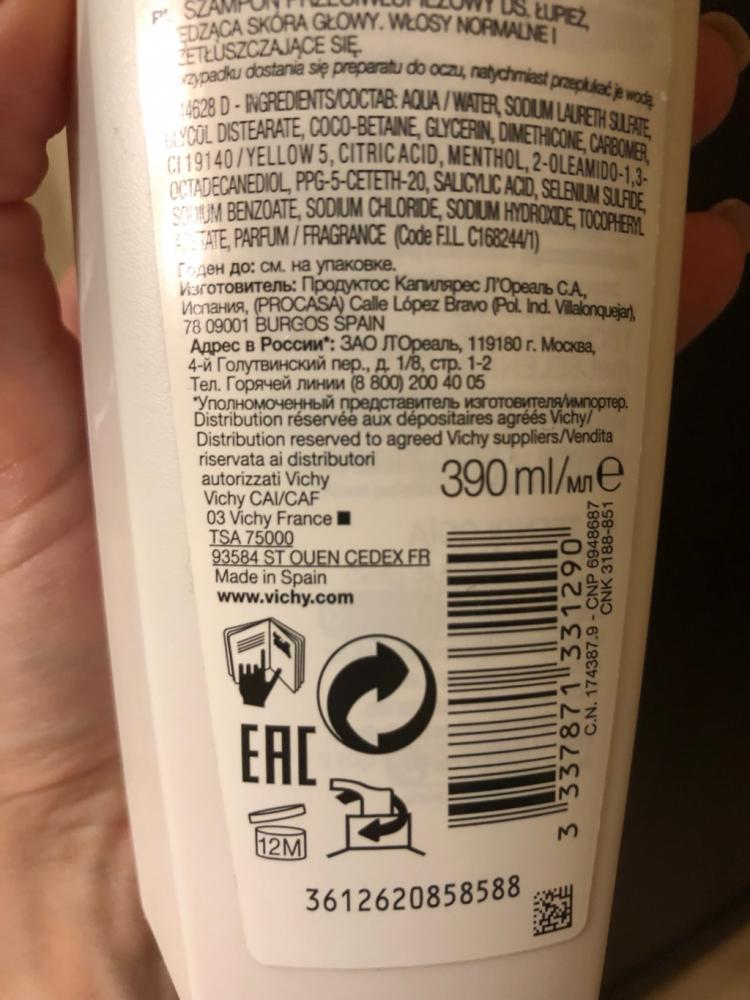 PL SZAMPON PRZECIWŁUPIEŻOWY DS. ŁUPIEŻ,
ĘDZĄCA SKÓRA GŁOWY. WŁOSY NORMALNE I
ZETŁUSZCZAJĄCE SIĘ.
rzypadku dostania się preparatu do oczu, natychmiast przepłukać je wodą.
14628 D - INGREDIENTS/СОСТАВ: AQUA / WATER, SODIUM LAURETH SULFATE,
GLYCOL DISTEARATE, COCO-BETAINE, GLYCERIN, DIMETHICONE, CARBOMER,
CI 19140 / YELLOW 5, CITRIC ACID, MENTHOL, 2-OLEAMIDO-1,3-
OCTADECANEDIOL, PPG-5-CETETH-20, SALICYLIC ACID, SELENIUM SULFIDE,
SODIUM BENZOATE, SODIUM CHLORIDE, SODIUM HYDROXIDE, TOCOPHERYL
ACETATE, PARFUM / FRAGRANCE (Code F.I.L. C168244/1)
Годен до: см. на упаковке.
Изготовитель: Продуктос Капилярес Л'Ореаль С.А.,
Испания, (PROCASA) Calle López Bravo (Pol. Ind. Villalonquejar),
78 09001 BURGOS SPAIN
Адрес в России*: ЗАО Л'Ореаль, 119180 г. Москва,
4-й Голутвинский пер., д. 1/8, стр. 1-2
Тел. Горячей линии (8 800) 200 40 05
*Уполномоченный представитель изготовителя/импортер.
Distribution réservée aux dépositaires agréés Vichy/
Distribution reserved to agreed Vichy suppliers/Vendita
riservata ai distributori
autorizzati Vichy
Vichy CAI/CAF
03 Vichy France
TSA 75000
93584 ST OUEN CEDEX FR
Made in Spain
www.vichy.com
390 ml/мл e
3 337871 331290
C.N. 174387.9 - CNP 6948687
CNK 3188-851
EAC
12M
3612620858588